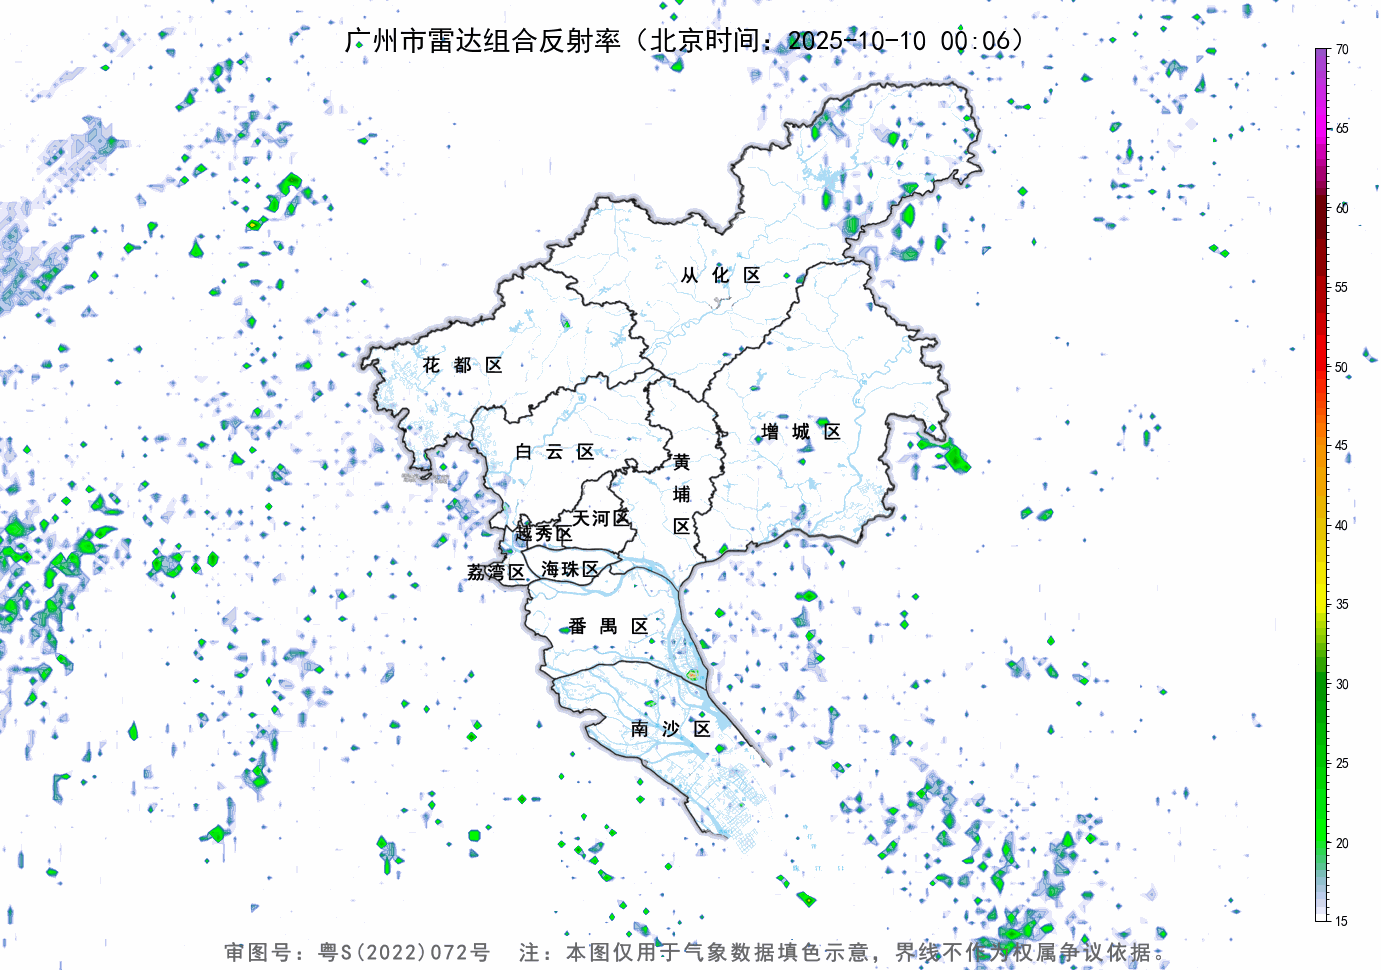 广州市雷达组合反射率（北京时间：2025-10-10 00:06）
70
65
60
55
50
45
40
35
30
25
20
15
从化区
花都区
增城区
白云区
黄埔区
天河区
越秀区
海珠区
荔湾区
番禺区
南沙区
审图号：粤S(2022)072号 注：本图仅用于气象数据填色示意，界线不作为权属争议依据。